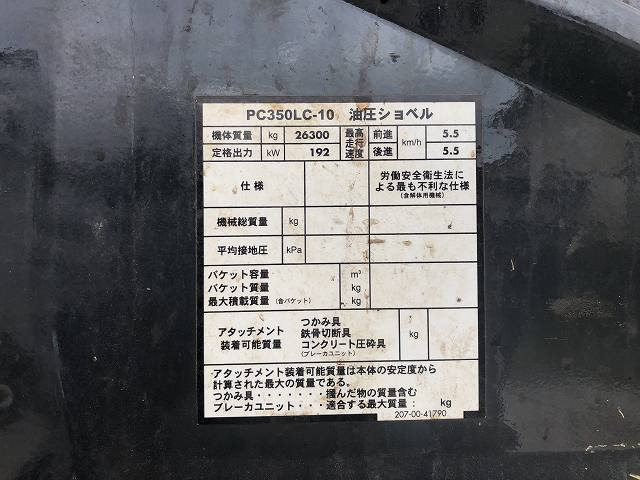 PC350LC-10 油圧ショベル
機体質量 kg 26300 最高走行速度 前進 km/h 5.5
定格出力 kW 192 後進 5.5
仕様 労働安全衛生法に
よる最も不利な仕様
(含解体用機械)
機械総質量 kg
平均接地圧 kPa
バケット容量 m³
バケット質量 kg
最大積載質量 (含バケット) kg
アタッチメント
装着可能質量
つかみ具
鉄骨切断具
コンクリート圧砕具
(ブレーカユニット)
kg
アタッチメント装着可能質量は本体の安定度から
計算された最大の質量である。
つかみ具・・・・・・・掴んだ物の質量含む
ブレーカユニット・・・適合する最大質量: kg
207-00-41790